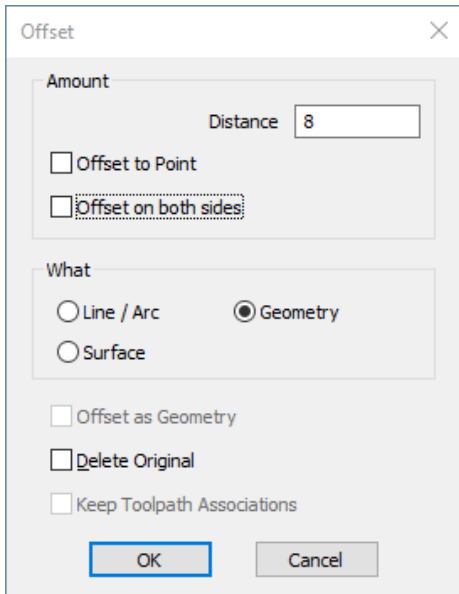 Offset
Amount
Distance 8
Offset to Point
Offset on both sides
What
Line / Arc Geometry
Surface
Offset as Geometry
Delete Original
Keep Toolpath Associations
OK Cancel